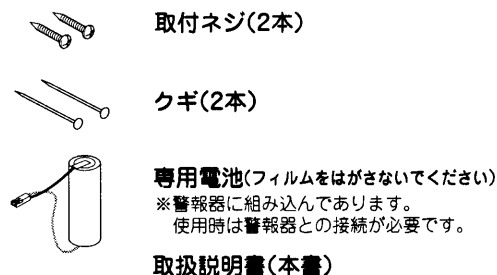 取付ネジ(2本)
クギ(2本)
専用電池(フィルムをはがさないでください)
※警報器に組み込んであります。
使用時は警報器との接続が必要です。
取扱説明書(本書)